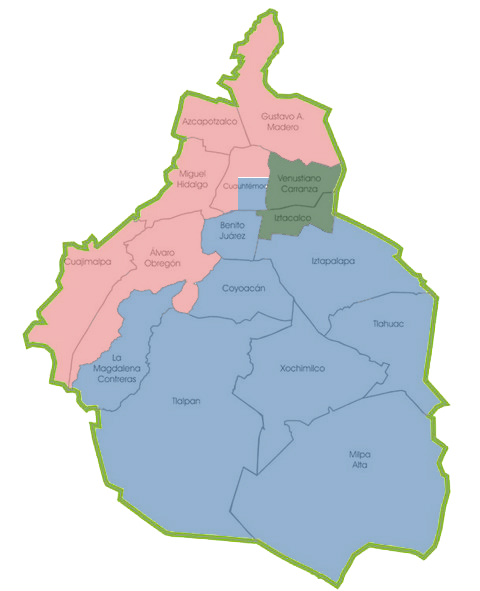 Gustavo A.
Madero
Azcapotzalco
Miguel
Hidalgo
Cuauhtémoc
Venustiano
Carranza
Iztacalco
Benito
Juárez
Álvaro
Obregón
Cuajimalpa
Iztapalapa
Coyoacán
Tlahuac
La
Magdalena
Contreras
Xochimilco
Tlalpan
Milpa
Alta